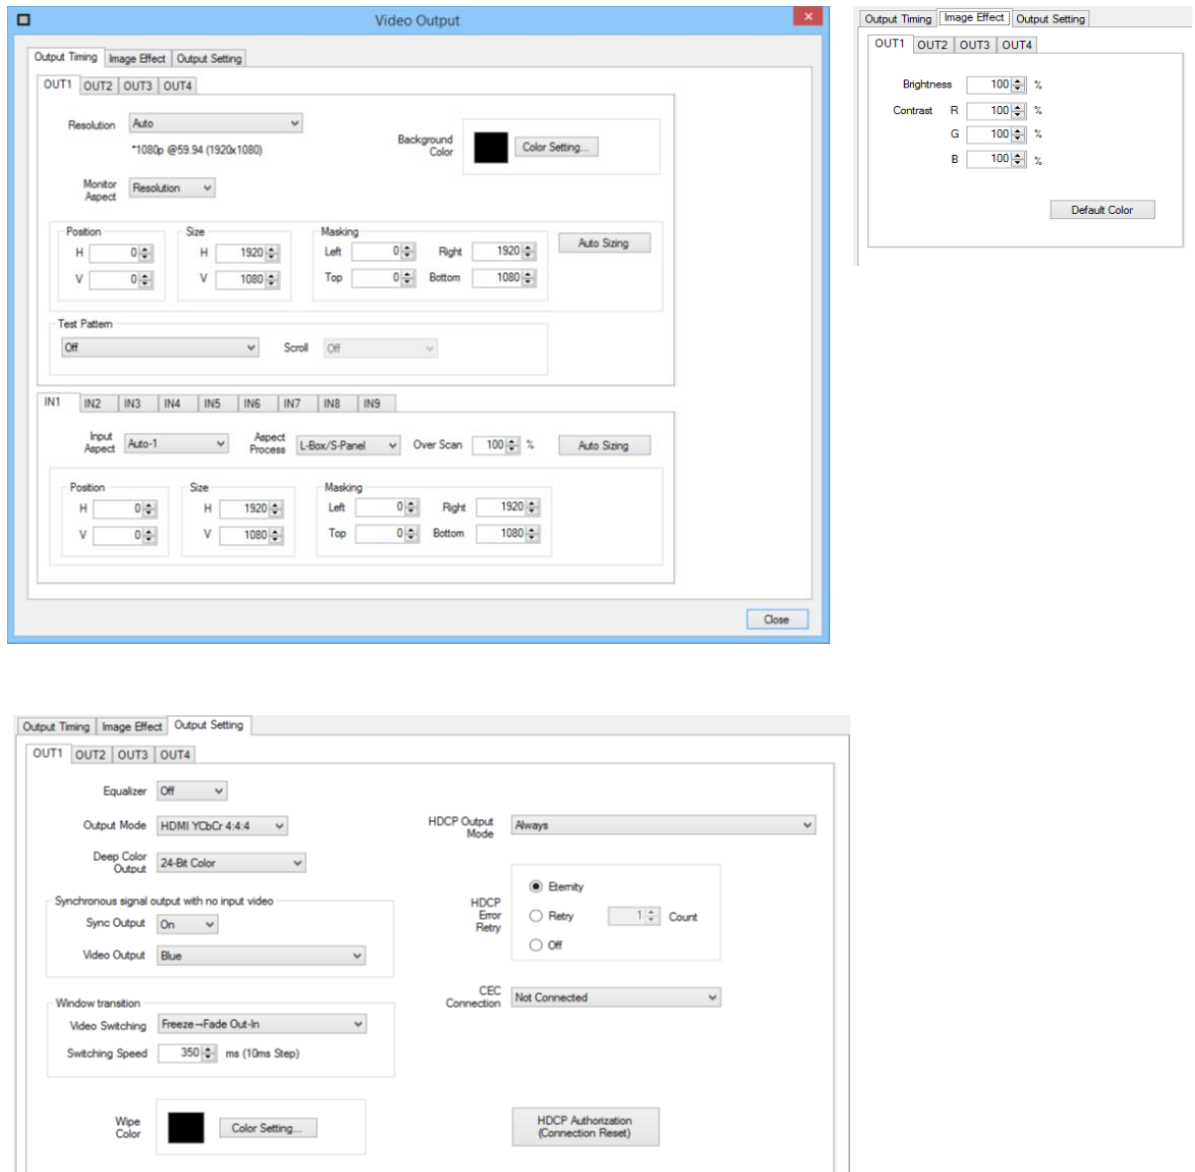 Video Output
Output Timing Image Effect Output Setting
OUT1 OUT2 OUT3 OUT4
Resolution Auto
*1080p @59.94 (1920x1080)
Background Color Color Setting...
Monitor Aspect Resolution
Position Size Masking
H 0 H 1920 Left 0 Right 1920 Auto Sizing
V 0 V 1080 Top 0 Bottom 1080
Test Pattern
Off Scroll Off
IN1 IN2 IN3 IN4 IN5 IN6 IN7 IN8 IN9
Input Aspect Auto-1 Aspect Process L-Box/S-Panel Over Scan 100 % Auto Sizing
Position Size Masking
H 0 H 1920 Left 0 Right 1920
V 0 V 1080 Top 0 Bottom 1080
Close
Output Timing Image Effect Output Setting
OUT1 OUT2 OUT3 OUT4
Brightness 100 %
Contrast R 100 %
G 100 %
B 100 %
Default Color
Output Timing Image Effect Output Setting
OUT1 OUT2 OUT3 OUT4
Equalizer Off
Output Mode HDMI YCbCr 4:4:4
Deep Color Output 24-Bit Color
Synchronous signal output with no input video
Sync Output On
Video Output Blue
Window transition
Video Switching Freeze→Fade Out-In
Switching Speed 350 ms (10ms Step)
Wipe Color Color Setting...
HDCP Output Mode Always
HDCP Error Retry
Eternity
Retry 1 Count
Off
CEC Connection Not Connected
HDCP Authorization
(Connection Reset)